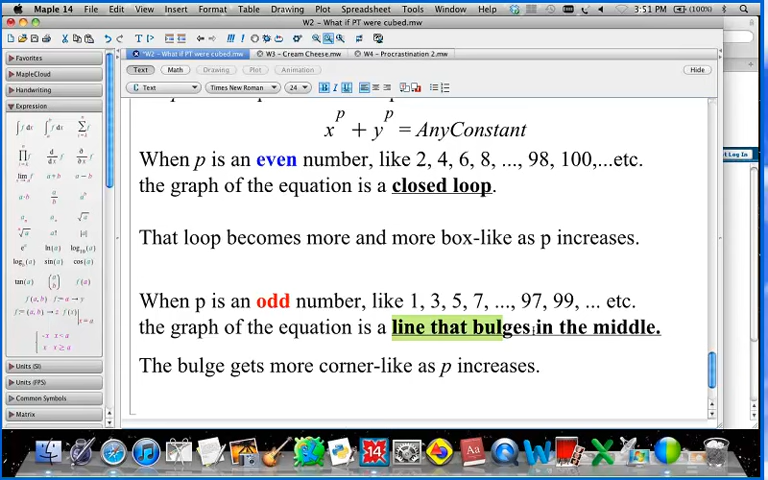 Maple 14 File Edit View Insert Format Table Drawing Plot Spreadsheet Tools Window 3:51 PM (100%)
W2 - What if PT were cubed.mw
*W2 - What if PT were cubed.mw W3 - Cream Cheese.mw W4 - Procrastination 2.mw
Text Math Drawing Plot Animation Hide
C Text Times New Roman 24 B I U
Favorites
MapleCloud
Handwriting
Expression
Units (SI)
Units (FPS)
Common Symbols
Matrix
x^p + y^p = AnyConstant
When p is an even number, like 2, 4, 6, 8, ..., 98, 100,...etc.
the graph of the equation is a closed loop.
That loop becomes more and more box-like as p increases.
When p is an odd number, like 1, 3, 5, 7, ..., 97, 99, ... etc.
the graph of the equation is a line that bulges in the middle.
The bulge gets more corner-like as p increases.
Log In
14
Aa